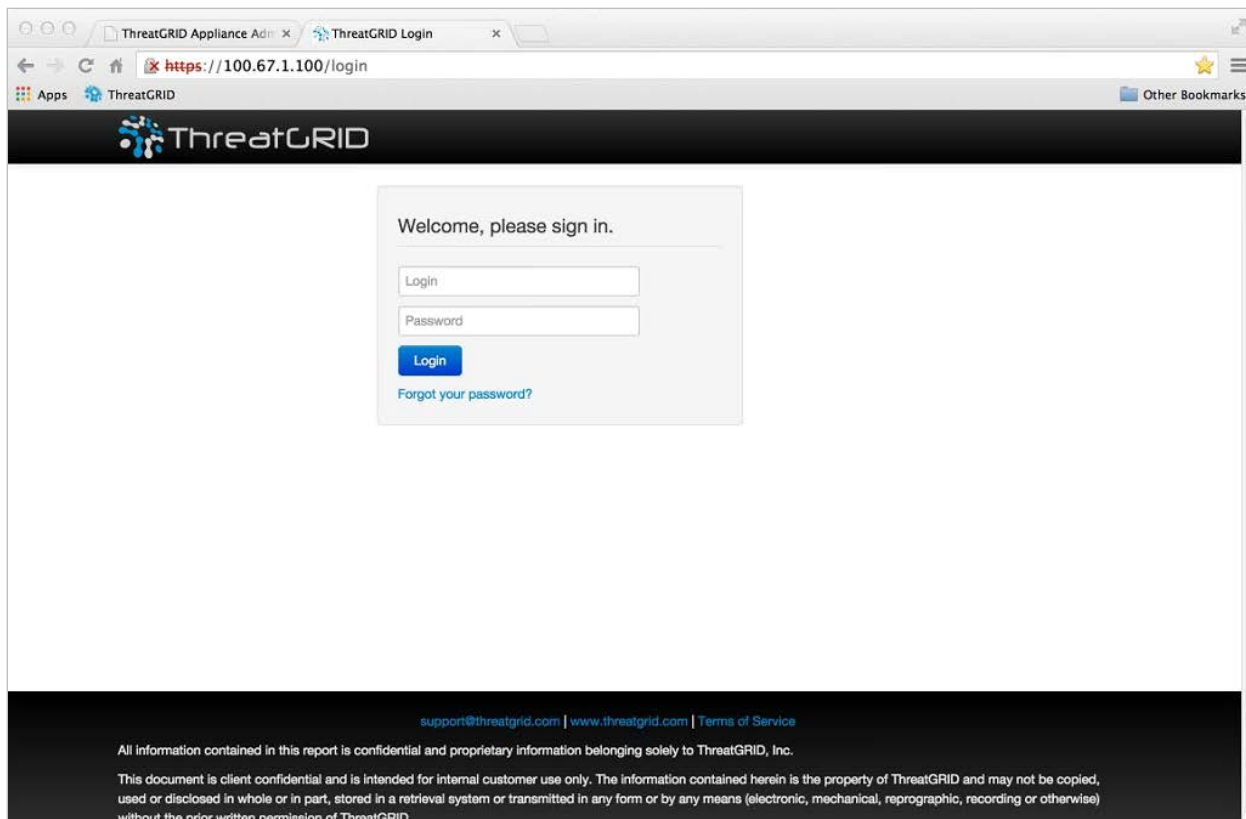 ThreatGRID Appliance Adm
ThreatGRID Login
https://100.67.1.100/login
Apps
ThreatGRID
Other Bookmarks
ThreatGRID
Welcome, please sign in.
Login
Password
Login
Forgot your password?
support@threatgrid.com | www.threatgrid.com | Terms of Service
All information contained in this report is confidential and proprietary information belonging solely to ThreatGRID, Inc.
This document is client confidential and is intended for internal customer use only. The information contained herein is the property of ThreatGRID and may not be copied,
used or disclosed in whole or in part, stored in a retrieval system or transmitted in any form or by any means (electronic, mechanical, reprographic, recording or otherwise)
without the prior written permission of ThreatGRID.